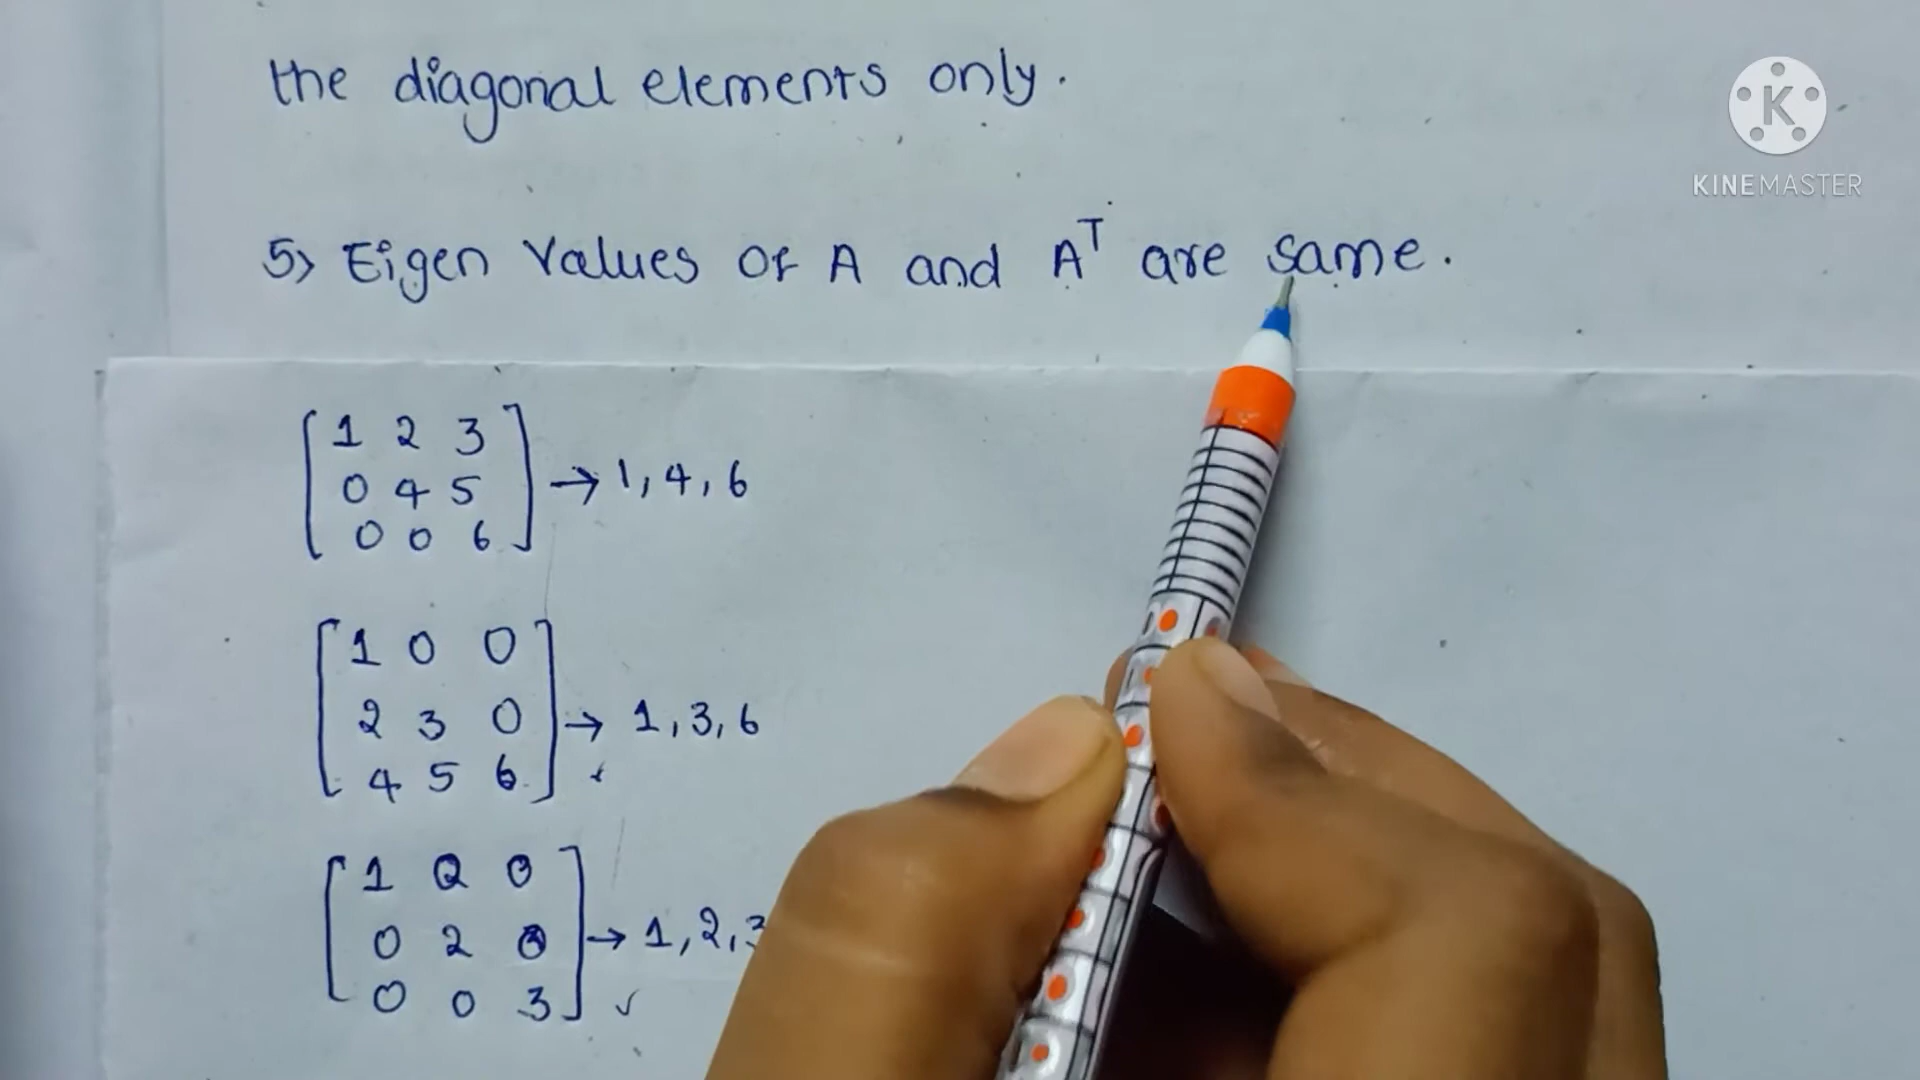 the diagonal elements only.
KINEMASTER
5) Eigen Values of A and Aᵀ are same.
1 2 3
0 4 5 → 1, 4, 6
0 0 6
1 0 0
2 3 0 → 1, 3, 6
4 5 6
1 0 0
0 2 0 → 1, 2, 3
0 0 3